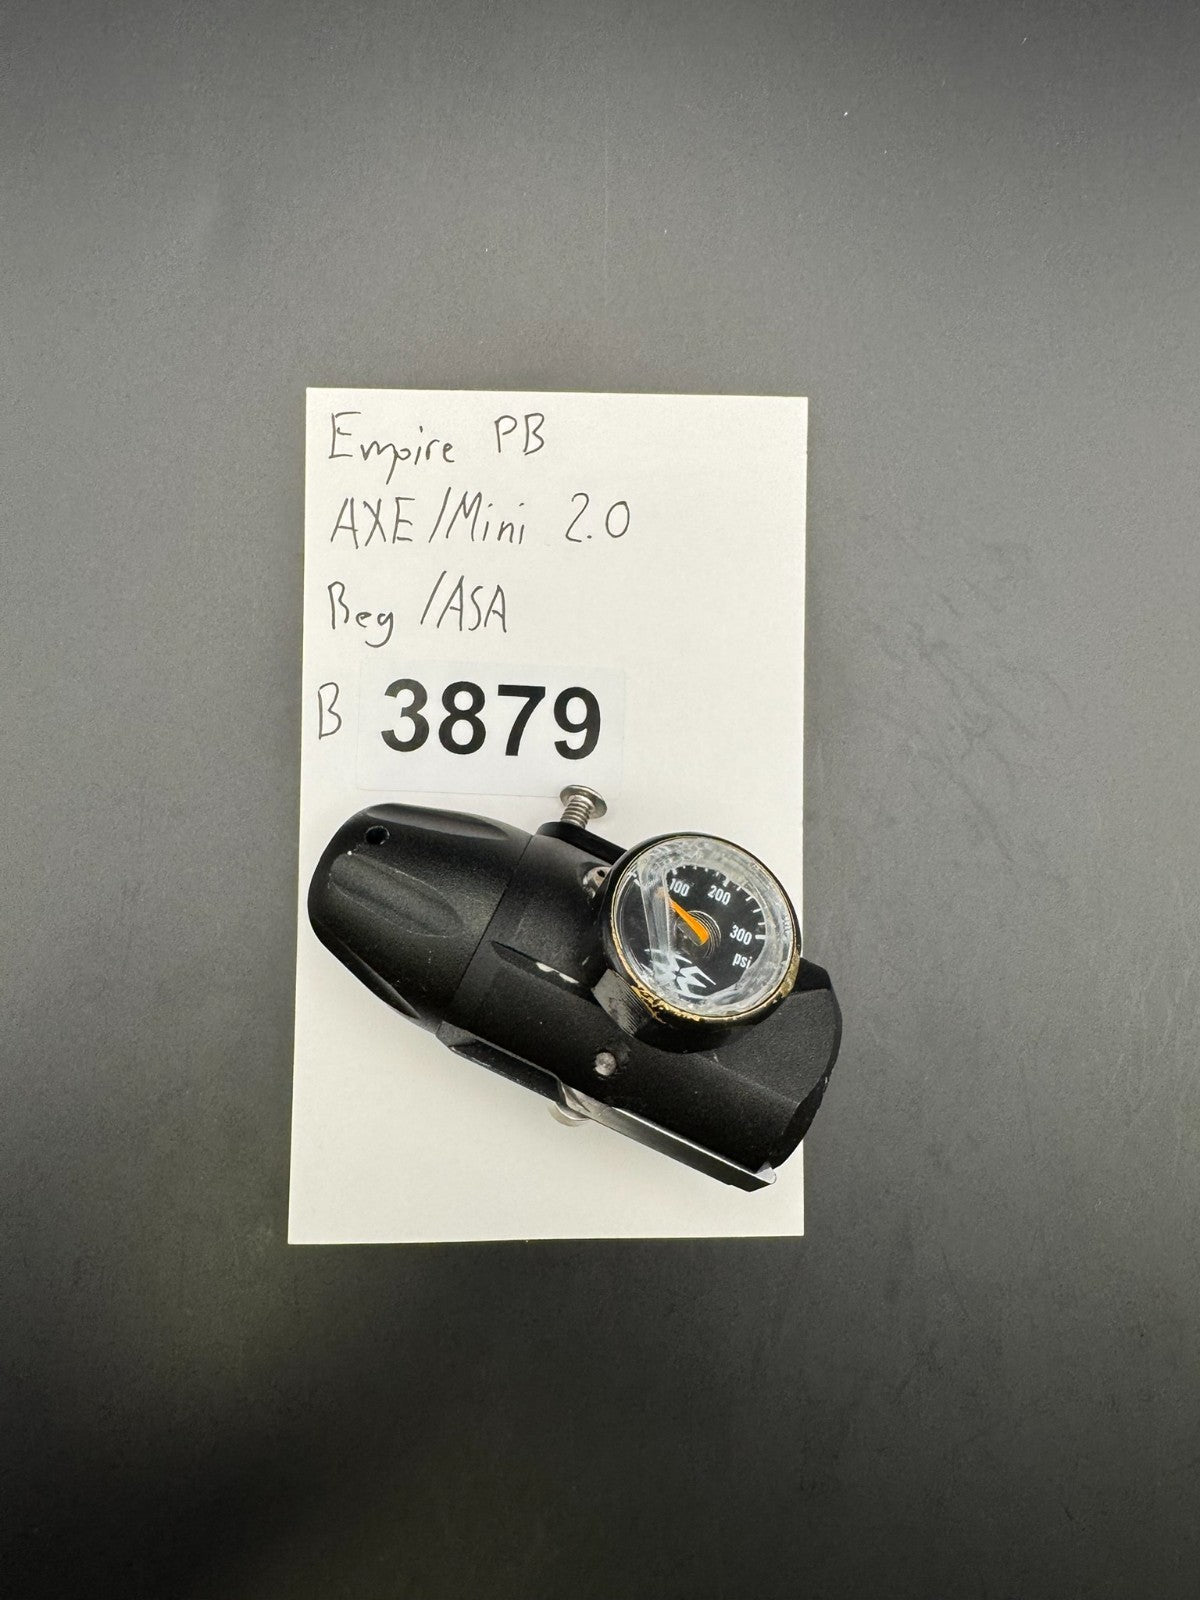 Empire PB
AXE/Mini 2.0
Reg/ASA
B 3879
100 200
300
psi